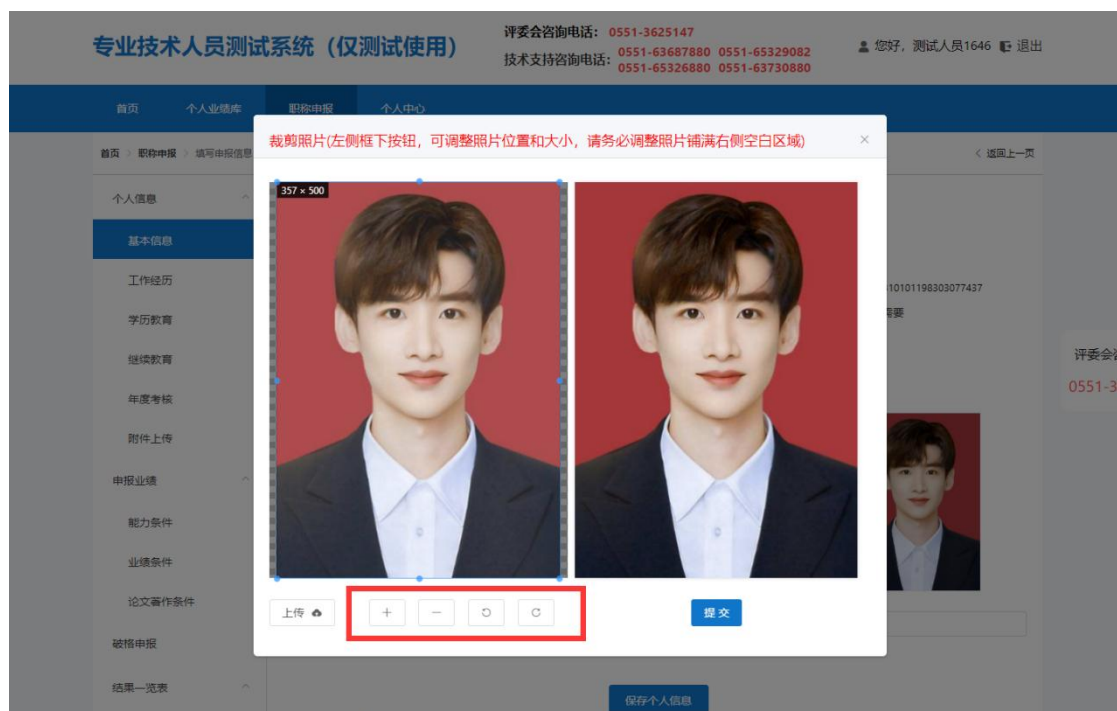 专业技术人员测试系统（仅测试使用）
评委会咨询电话： 0551-3625147
技术支持咨询电话： 0551-63687880 0551-65329082
0551-65326880 0551-63730880
您好，测试人员1646 退出
首页 个人业绩库 职称申报 个人中心
裁剪照片(左侧框下按钮，可调整照片位置和大小，请务必调整照片铺满右侧空白区域) ×
首页 > 职称申报 > 填写申报信息
< 返回上一页
357 × 500
个人信息
基本信息
工作经历
学历教育
继续教育
年度考核
附件上传
申报业绩
能力条件
业绩条件
论文著作条件
破格申报
结果一览表
10101198303077437
要
评委会
0551-3
上传
提交
保存个人信息